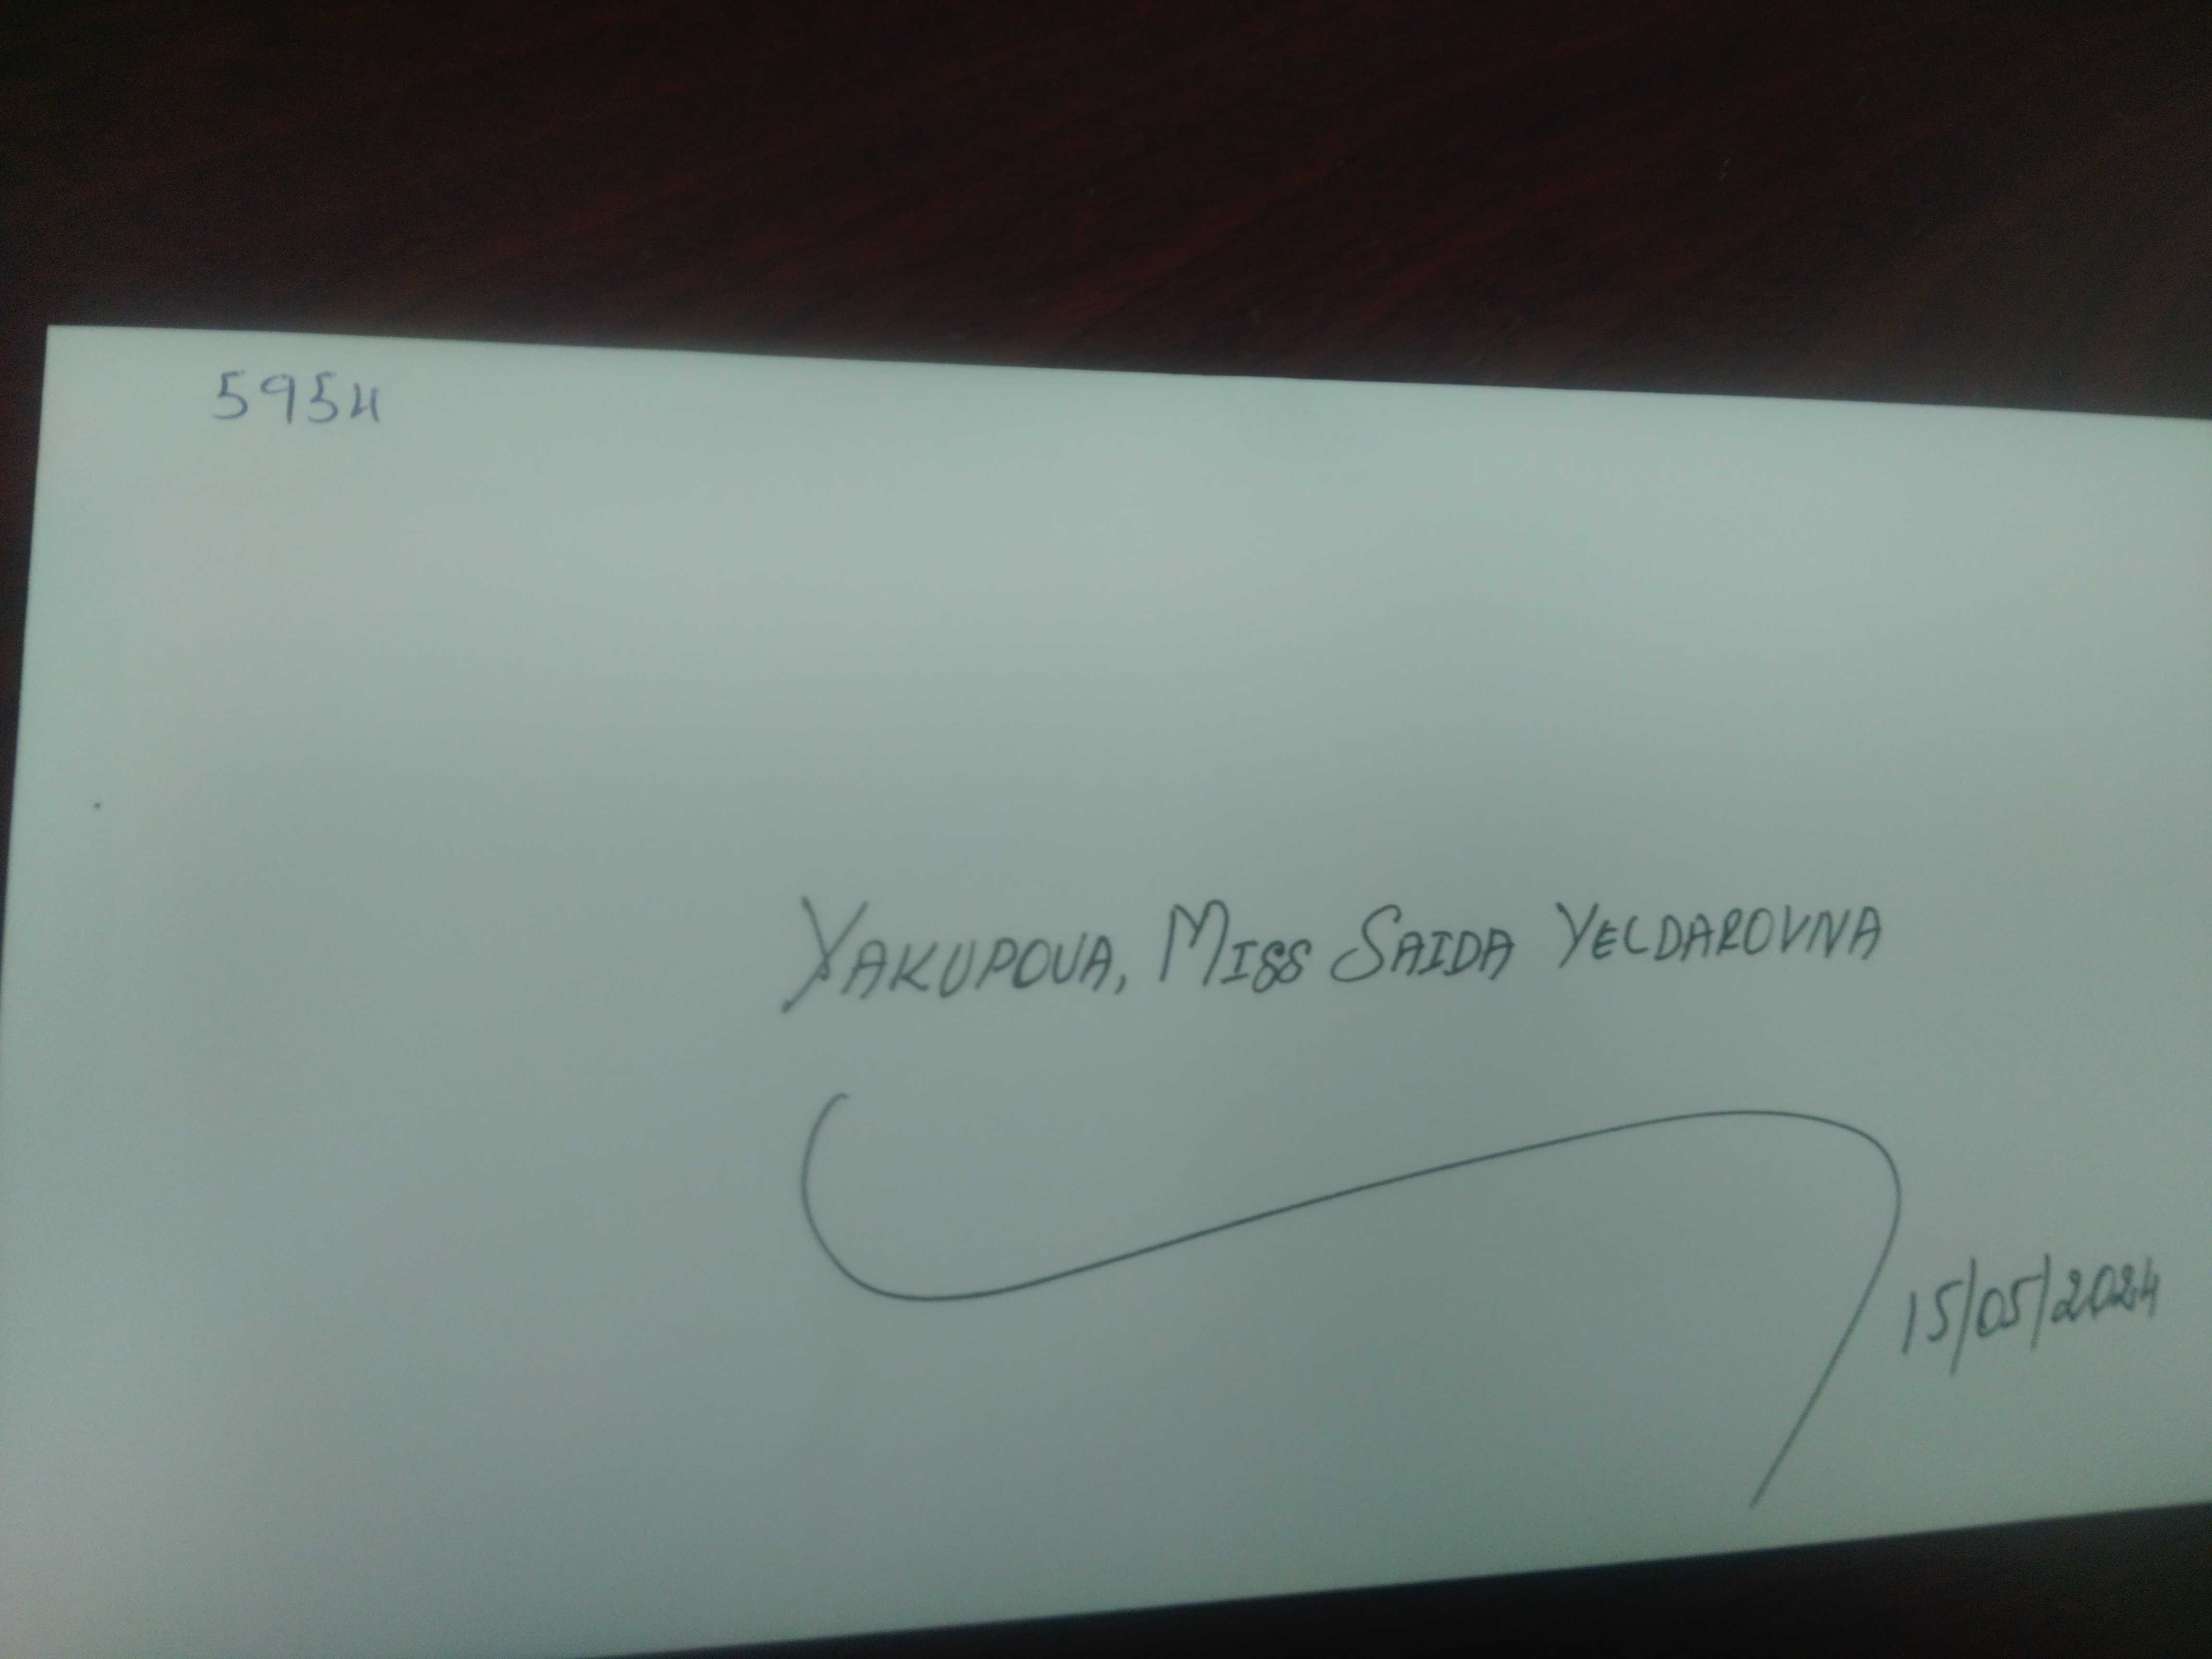 5954
YAKUPOVA, MISS SAIDA YELDAROVNA
15/05/2024